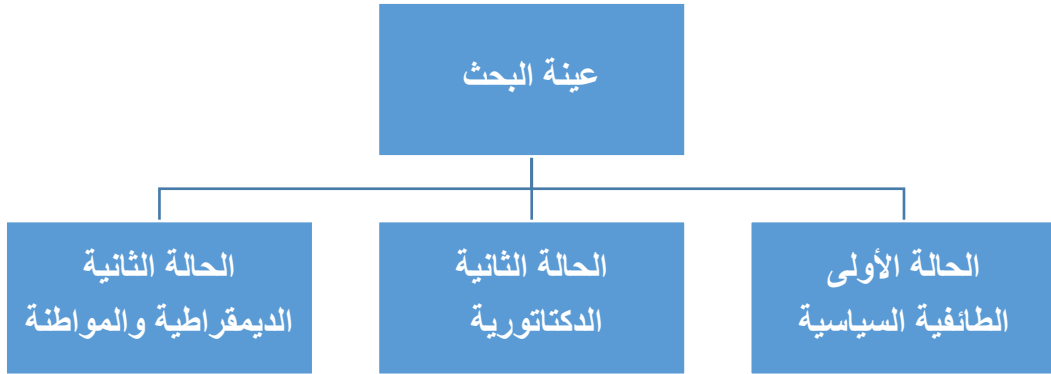 عينة البحث
الحالة الأولى
الطائفية السياسية
الحالة الثانية
الدكتاتورية
الحالة الثانية
الديمقراطية والمواطنة